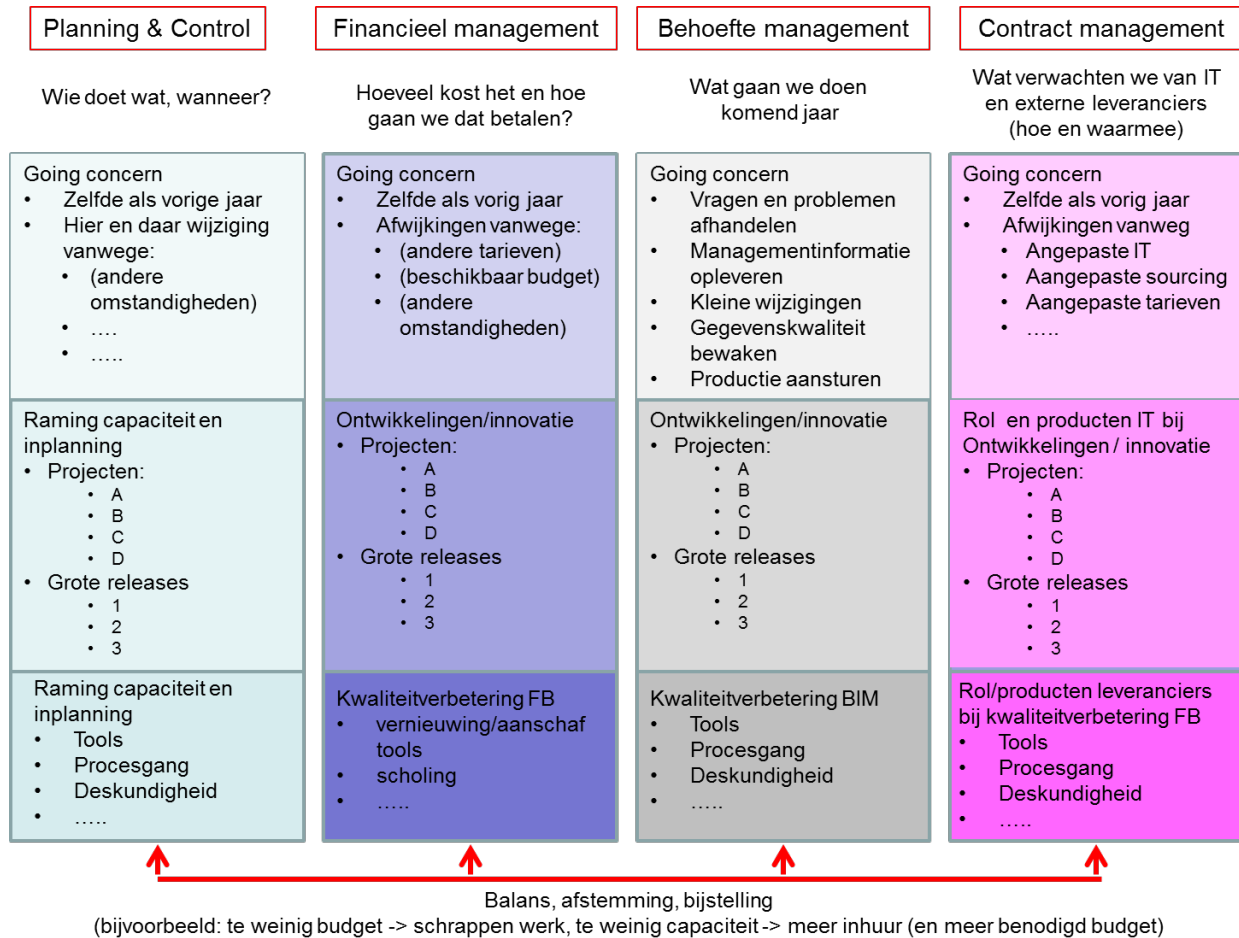 Planning & Control
Wie doet wat, wanneer?
Going concern
• Zelfde als vorige jaar
• Hier en daar wijziging
vanwege:
• (andere
omstandigheden)
• ….
• …..
Raming capaciteit en
inplanning
• Projecten:
• A
• B
• C
• D
• Grote releases
• 1
• 2
• 3
Raming capaciteit en
inplanning
• Tools
• Procesgang
• Deskundigheid
• …..
Financieel management
Hoeveel kost het en hoe
gaan we dat betalen?
Going concern
• Zelfde als vorig jaar
• Afwijkingen vanwege:
• (andere tarieven)
• (beschikbaar budget)
• (andere
omstandigheden)
Ontwikkelingen/innovatie
• Projecten:
• A
• B
• C
• D
• Grote releases
• 1
• 2
• 3
Kwaliteitverbetering FB
• vernieuwing/aanschaf
tools
• scholing
• …..
Behoefte management
Wat gaan we doen
komend jaar
Going concern
• Vragen en problemen
afhandelen
• Managementinformatie
opleveren
• Kleine wijzigingen
• Gegevenskwaliteit
bewaken
• Productie aansturen
Ontwikkelingen/innovatie
• Projecten:
• A
• B
• C
• D
• Grote releases
• 1
• 2
• 3
Kwaliteitverbetering BIM
• Tools
• Procesgang
• Deskundigheid
• …..
Contract management
Wat verwachten we van IT
en externe leveranciers
(hoe en waarmee)
Going concern
• Zelfde als vorig jaar
• Afwijkingen vanweg
• Angepaste IT
• Aangepaste sourcing
• Aangepaste tarieven
• …..
Rol en producten IT bij
Ontwikkelingen / innovatie
• Projecten:
• A
• B
• C
• D
• Grote releases
• 1
• 2
• 3
Rol/producten leveranciers
bij kwaliteitverbetering FB
• Tools
• Procesgang
• Deskundigheid
• …..
Balans, afstemming, bijstelling
(bijvoorbeeld: te weinig budget -> schrappen werk, te weinig capaciteit -> meer inhuur (en meer benodigd budget)